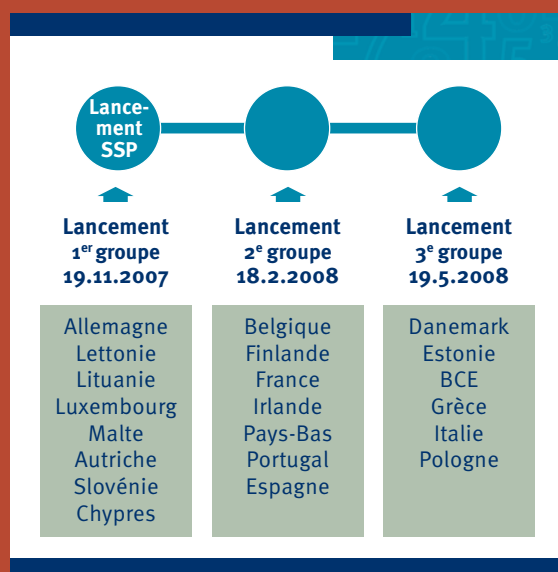 Lance-
ment
SSP
Lancement
1er groupe
19.11.2007
Lancement
2e groupe
18.2.2008
Lancement
3e groupe
19.5.2008
Allemagne
Lettonie
Lituanie
Luxembourg
Malte
Autriche
Slovénie
Chypres
Belgique
Finlande
France
Irlande
Pays-Bas
Portugal
Espagne
Danemark
Estonie
BCE
Grèce
Italie
Pologne